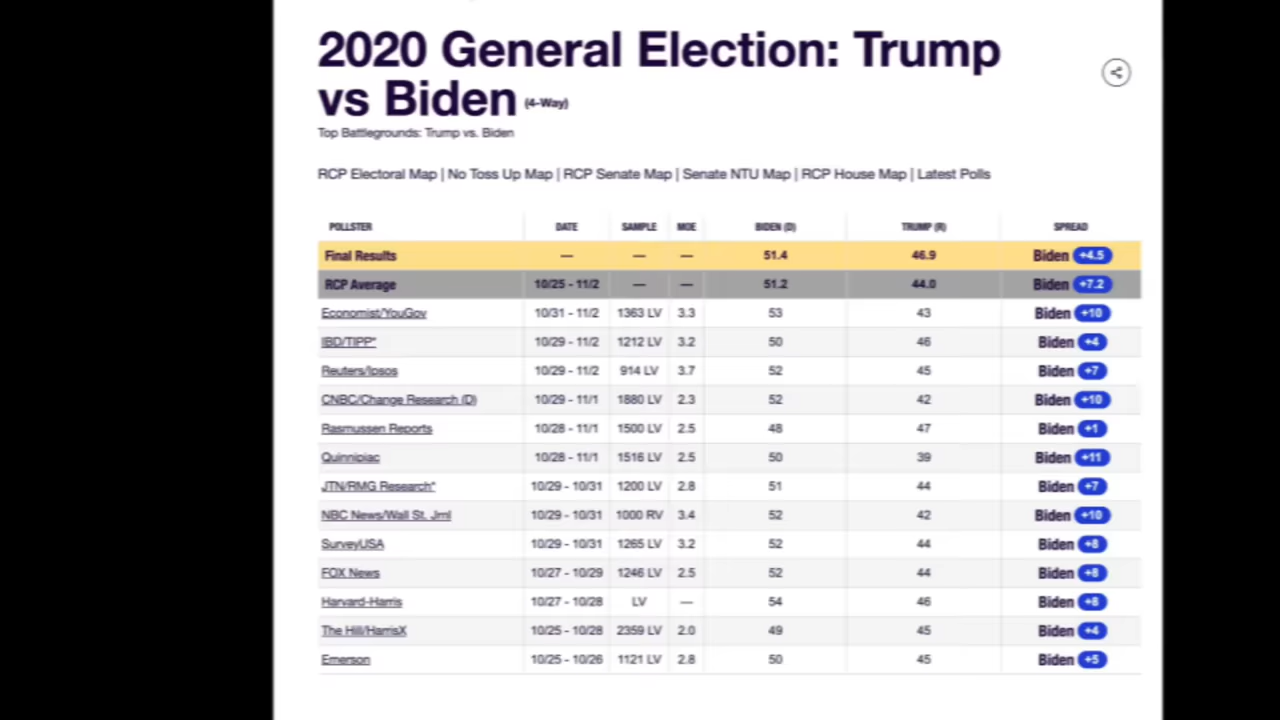 2020 General Election: Trump
vs Biden (4-Way)
Top Battlegrounds: Trump vs. Biden
RCP Electoral Map | No Toss Up Map | RCP Senate Map | Senate NTU Map | RCP House Map | Latest Polls
POLLSTER DATE SAMPLE MOE BIDEN (D) TRUMP (R) SPREAD
Final Results — — — 51.4 46.9 Biden +4.5
RCP Average 10/25 - 11/2 — — 51.2 44.0 Biden +7.2
Economist/YouGov 10/31 - 11/2 1363 LV 3.3 53 43 Biden +10
IBD/TIPP* 10/29 - 11/2 1212 LV 3.2 50 46 Biden +4
Reuters/Ipsos 10/29 - 11/2 914 LV 3.7 52 45 Biden +7
CNBC/Change Research (D) 10/29 - 11/1 1880 LV 2.3 52 42 Biden +10
Rasmussen Reports 10/28 - 11/1 1500 LV 2.5 48 47 Biden +1
Quinnipiac 10/28 - 11/1 1516 LV 2.5 50 39 Biden +11
JTN/RMG Research* 10/29 - 10/31 1200 LV 2.8 51 44 Biden +7
NBC News/Wall St. Jrnl 10/29 - 10/31 1000 RV 3.4 52 42 Biden +10
SurveyUSA 10/29 - 10/31 1265 LV 3.2 52 44 Biden +8
FOX News 10/27 - 10/29 1246 LV 2.5 52 44 Biden +8
Harvard-Harris 10/27 - 10/28 LV — 54 46 Biden +8
The Hill/HarrisX 10/25 - 10/28 2359 LV 2.0 49 45 Biden +4
Emerson 10/25 - 10/26 1121 LV 2.8 50 45 Biden +5